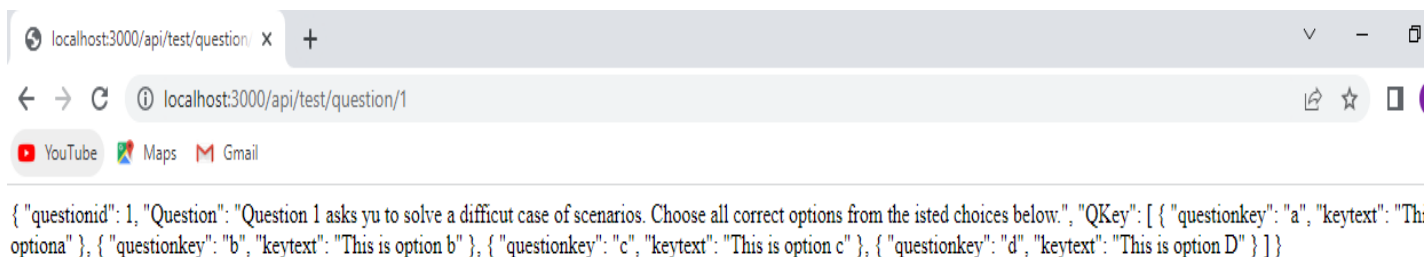 localhost:3000/api/test/question/
localhost:3000/api/test/question/1
YouTube Maps Gmail
{ "questionid": 1, "Question": "Question 1 asks yu to solve a difficut case of scenarios. Choose all correct options from the isted choices below.", "QKey": [ { "questionkey": "a", "keytext": "Thi
optiona" }, { "questionkey": "b", "keytext": "This is option b" }, { "questionkey": "c", "keytext": "This is option c" }, { "questionkey": "d", "keytext": "This is option D" } ] }